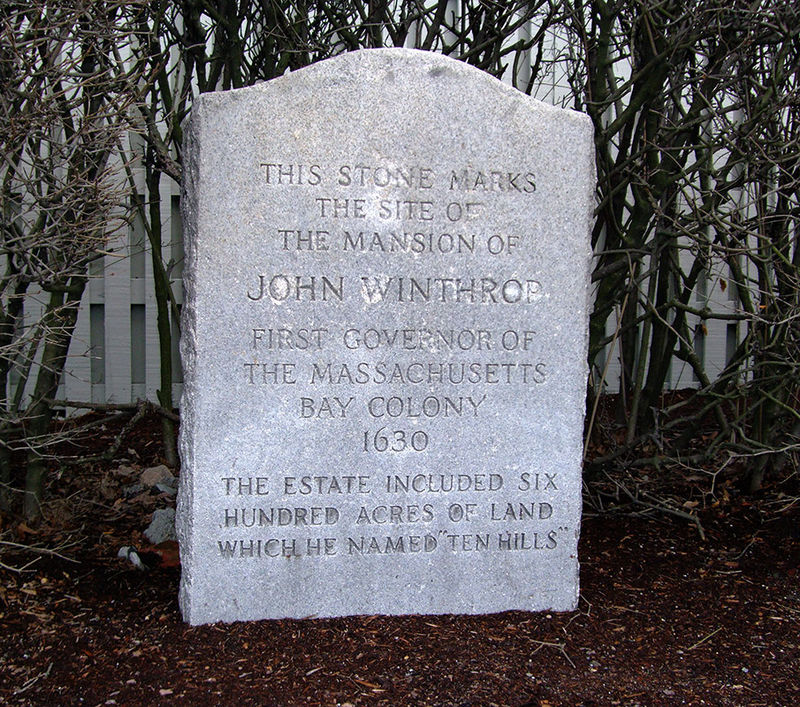 THIS STONE MARKS
THE SITE OF
THE MANSION OF
JOHN WINTHROP
FIRST GOVERNOR OF
THE MASSACHUSETTS
BAY COLONY
1630
THE ESTATE INCLUDED SIX
HUNDRED ACRES OF LAND
WHICH HE NAMED "TEN HILLS"